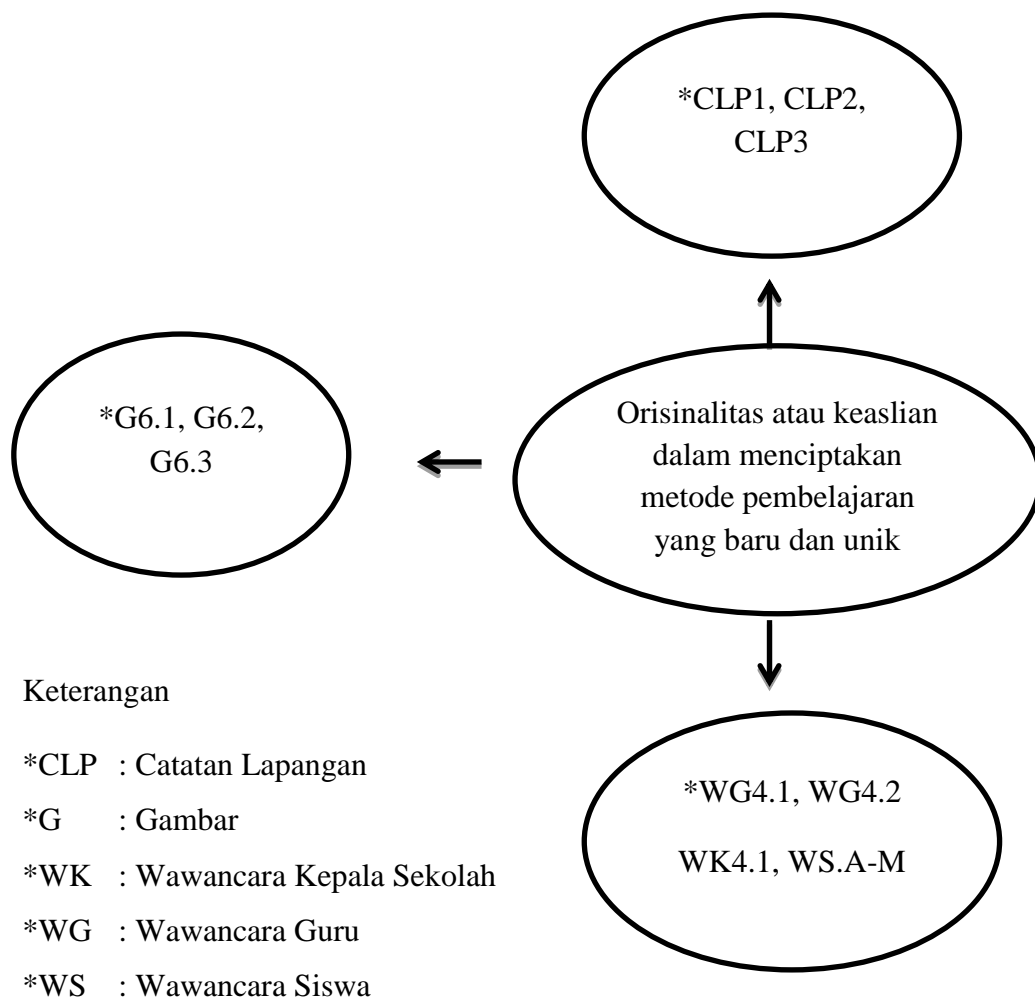 *CLP1, CLP2,
CLP3
*G6.1, G6.2,
G6.3
Orisinalitas atau keaslian
dalam menciptakan
metode pembelajaran
yang baru dan unik
*WG4.1, WG4.2
WK4.1, WS.A-M
Keterangan
*CLP : Catatan Lapangan
*G : Gambar
*WK : Wawancara Kepala Sekolah
*WG : Wawancara Guru
*WS : Wawancara Siswa